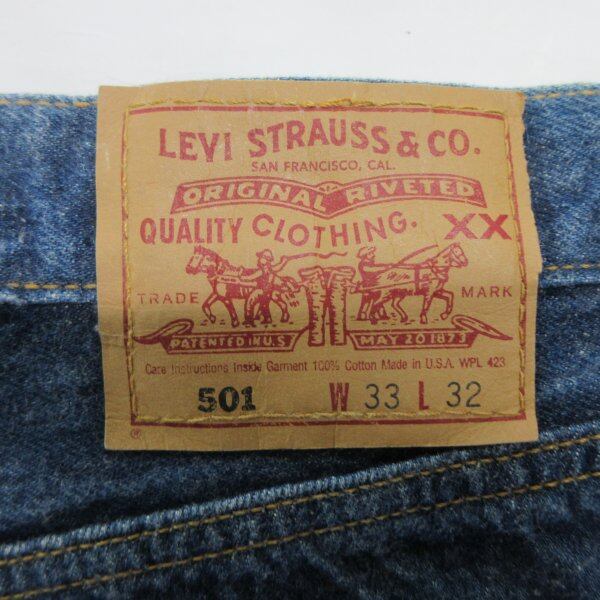 LEVI STRAUSS & CO.
SAN FRANCISCO, CAL.
ORIGINAL RIVETED
QUALITY CLOTHING. XX
TRADE MARK
PATENTED IN U.S. MAY 20 1873
Care Instructions Inside Garment 100% Cotton Made in U.S.A. WPL 423
501 W 33 L 32
®